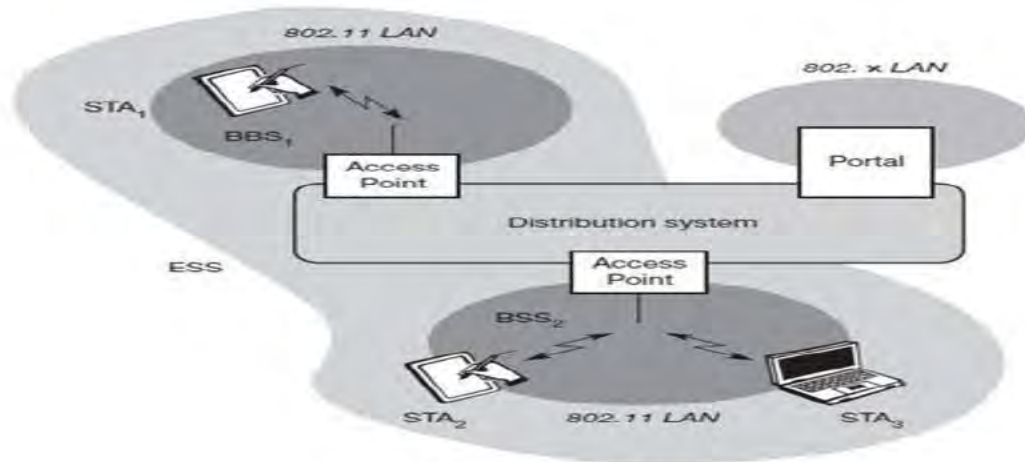 802.11 LAN
802. x LAN
STA₁
BBS₁
Access
Point
Portal
Distribution system
ESS
Access
Point
BSS₂
STA₂
802.11 LAN
STA₃